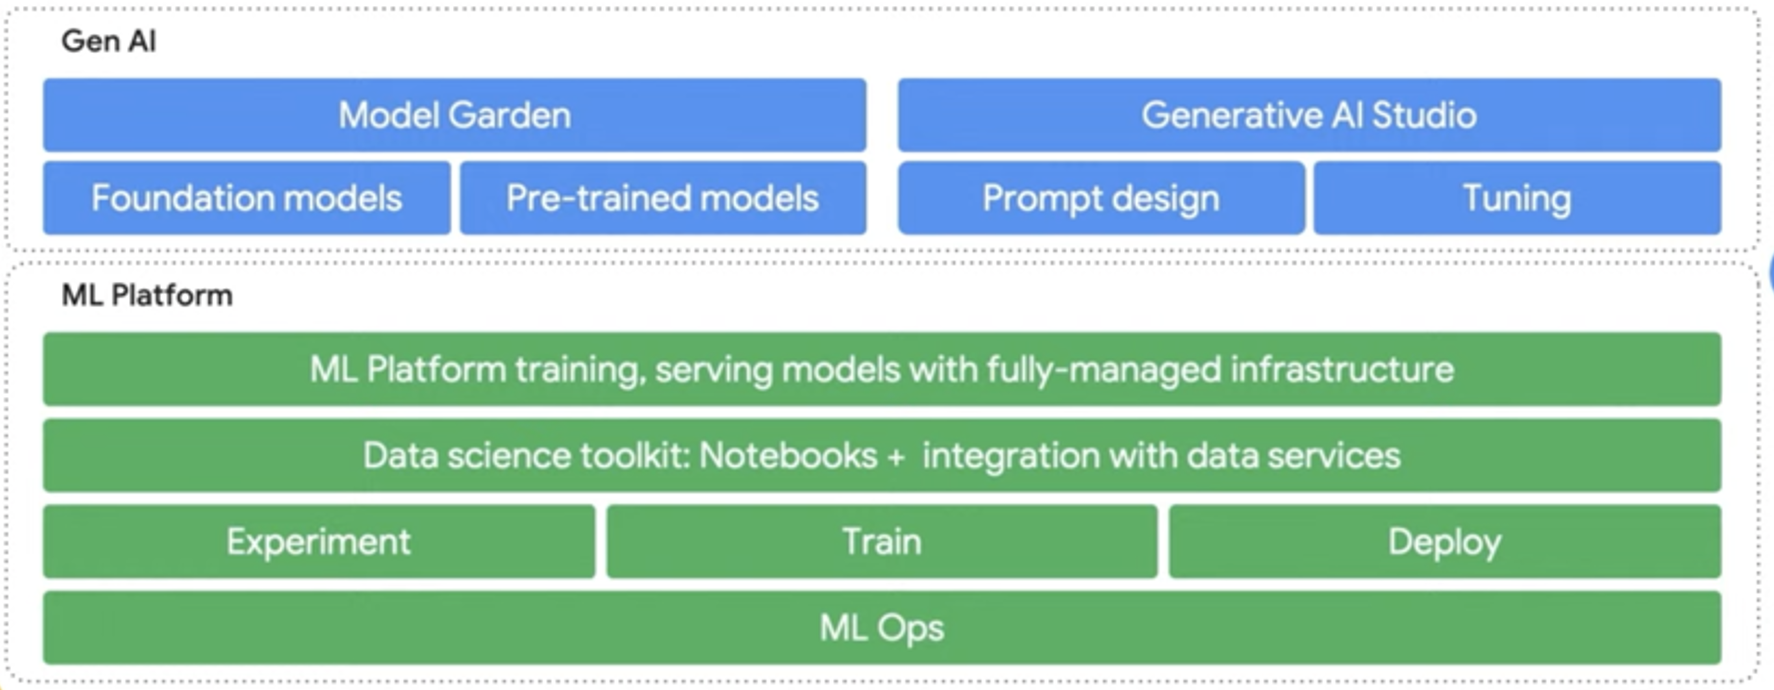 Gen AI
Model Garden
Generative AI Studio
Foundation models
Pre-trained models
Prompt design
Tuning
ML Platform
ML Platform training, serving models with fully-managed infrastructure
Data science toolkit: Notebooks + integration with data services
Experiment
Train
Deploy
ML Ops